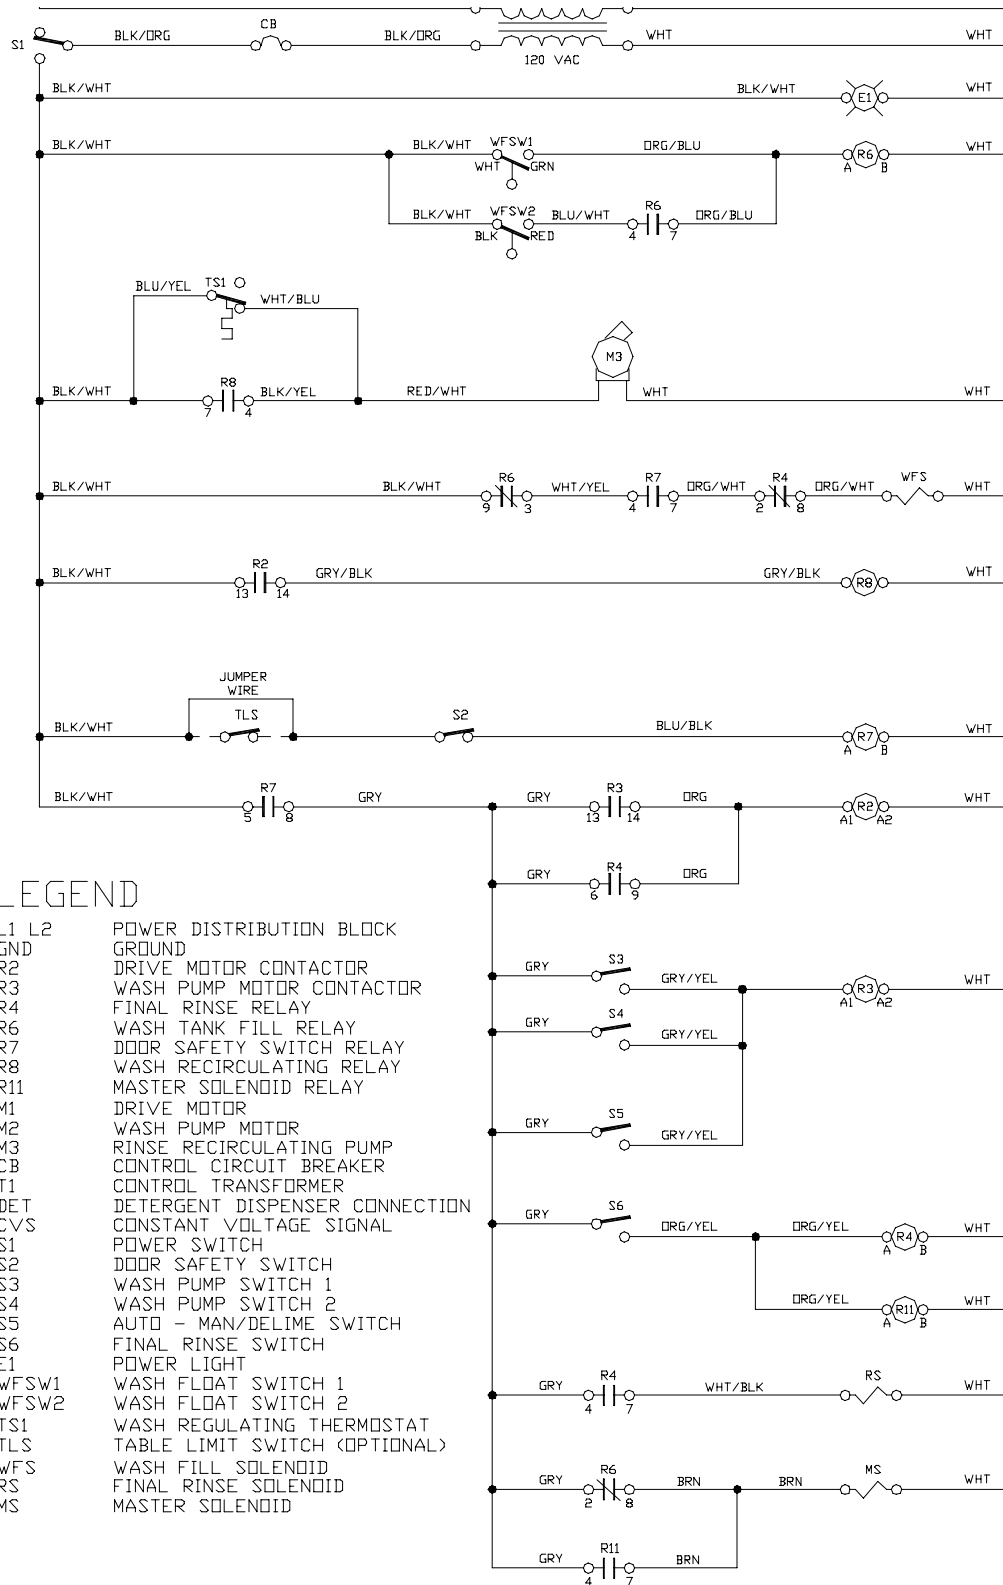 CB
S1 BLK/ORG BLK/ORG WHT WHT
120 VAC
BLK/WHT BLK/WHT E1 WHT
BLK/WHT BLK/WHT WFSW1 ORG/BLU R6 WHT
WHT GRN A B
BLK/WHT WFSW2 BLU/WHT R6 ORG/BLU
BLK RED 4 7
BLU/YEL TS1 WHT/BLU
M3
BLK/WHT R8 BLK/YEL RED/WHT WHT WHT
7 4
BLK/WHT BLK/WHT R6 WHT/YEL R7 ORG/WHT R4 ORG/WHT WFS WHT
9 3 4 7 2 8
BLK/WHT R2 GRY/BLK GRY/BLK R8 WHT
13 14
JUMPER
WIRE
BLK/WHT TLS S2 BLU/BLK R7 WHT
A B
BLK/WHT R7 GRY GRY R3 ORG R2 WHT
5 8 13 14 A1 A2
GRY R4 ORG
6 9
GRY S3 GRY/YEL R3 WHT
A1 A2
GRY S4 GRY/YEL
GRY S5 GRY/YEL
GRY S6 ORG/YEL ORG/YEL R4 WHT
A B
ORG/YEL R11 WHT
A B
GRY R4 WHT/BLK RS WHT
4 7
GRY R6 BRN BRN MS WHT
2 8
GRY R11 BRN
4 7
LEGEND
L1 L2 POWER DISTRIBUTION BLOCK
GND GROUND
R2 DRIVE MOTOR CONTACTOR
R3 WASH PUMP MOTOR CONTACTOR
R4 FINAL RINSE RELAY
R6 WASH TANK FILL RELAY
R7 DOOR SAFETY SWITCH RELAY
R8 WASH RECIRCULATING RELAY
R11 MASTER SOLENOID RELAY
M1 DRIVE MOTOR
M2 WASH PUMP MOTOR
M3 RINSE RECIRCULATING PUMP
CB CONTROL CIRCUIT BREAKER
T1 CONTROL TRANSFORMER
DET DETERGENT DISPENSER CONNECTION
CVS CONSTANT VOLTAGE SIGNAL
S1 POWER SWITCH
S2 DOOR SAFETY SWITCH
S3 WASH PUMP SWITCH 1
S4 WASH PUMP SWITCH 2
S5 AUTO - MAN/DELIME SWITCH
S6 FINAL RINSE SWITCH
E1 POWER LIGHT
WFSW1 WASH FLOAT SWITCH 1
WFSW2 WASH FLOAT SWITCH 2
TS1 WASH REGULATING THERMOSTAT
TLS TABLE LIMIT SWITCH (OPTIONAL)
WFS WASH FILL SOLENOID
RS FINAL RINSE SOLENOID
MS MASTER SOLENOID